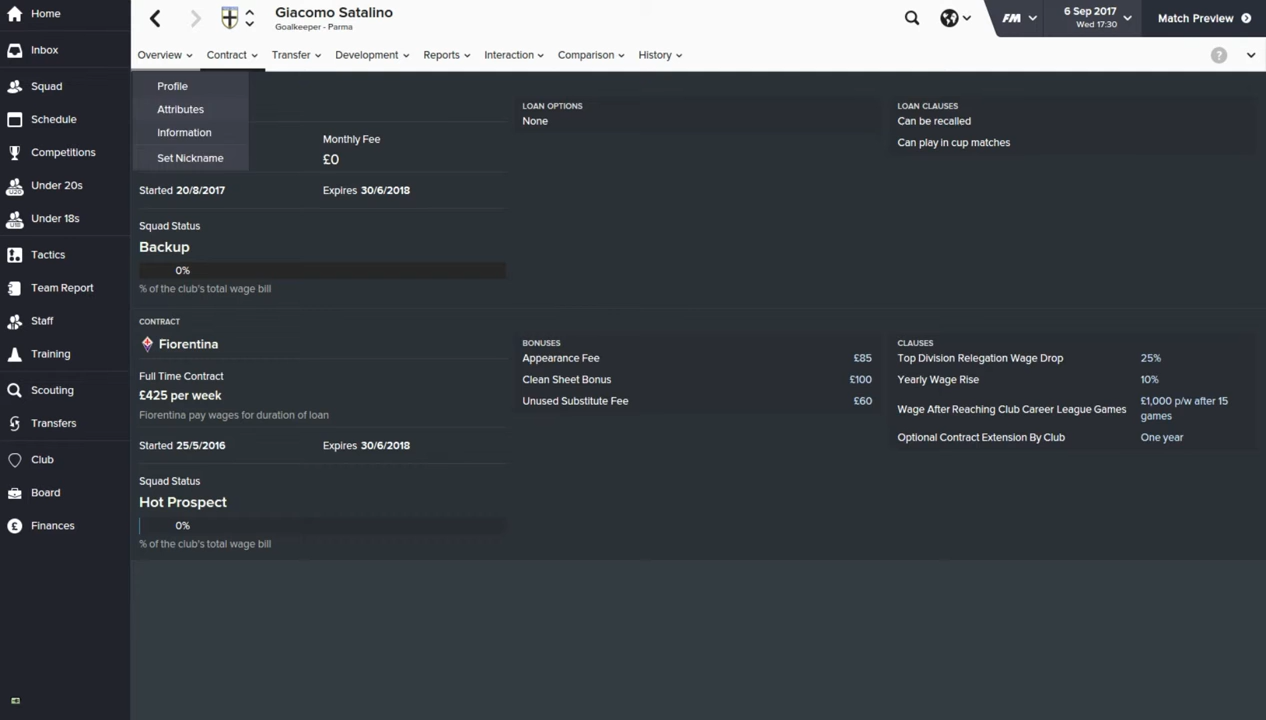 Home
Inbox
Squad
Schedule
Competitions
Under 20s
Under 18s
Tactics
Team Report
Staff
Training
Scouting
Transfers
Club
Board
Finances
Giacomo Satalino
Goalkeeper - Parma
FM
6 Sep 2017
Wed 17:30
Match Preview
Overview
Contract
Transfer
Development
Reports
Interaction
Comparison
History
?
Profile
Attributes
Information
Set Nickname
Monthly Fee
£0
Started 20/8/2017
Expires 30/6/2018
Squad Status
Backup
0%
% of the club's total wage bill
LOAN OPTIONS
None
LOAN CLAUSES
Can be recalled
Can play in cup matches
CONTRACT
Fiorentina
Full Time Contract
£425 per week
Fiorentina pay wages for duration of loan
Started 25/5/2016
Expires 30/6/2018
Squad Status
Hot Prospect
0%
% of the club's total wage bill
BONUSES
Appearance Fee £85
Clean Sheet Bonus £100
Unused Substitute Fee £60
CLAUSES
Top Division Relegation Wage Drop 25%
Yearly Wage Rise 10%
Wage After Reaching Club Career League Games £1,000 p/w after 15
games
Optional Contract Extension By Club One year